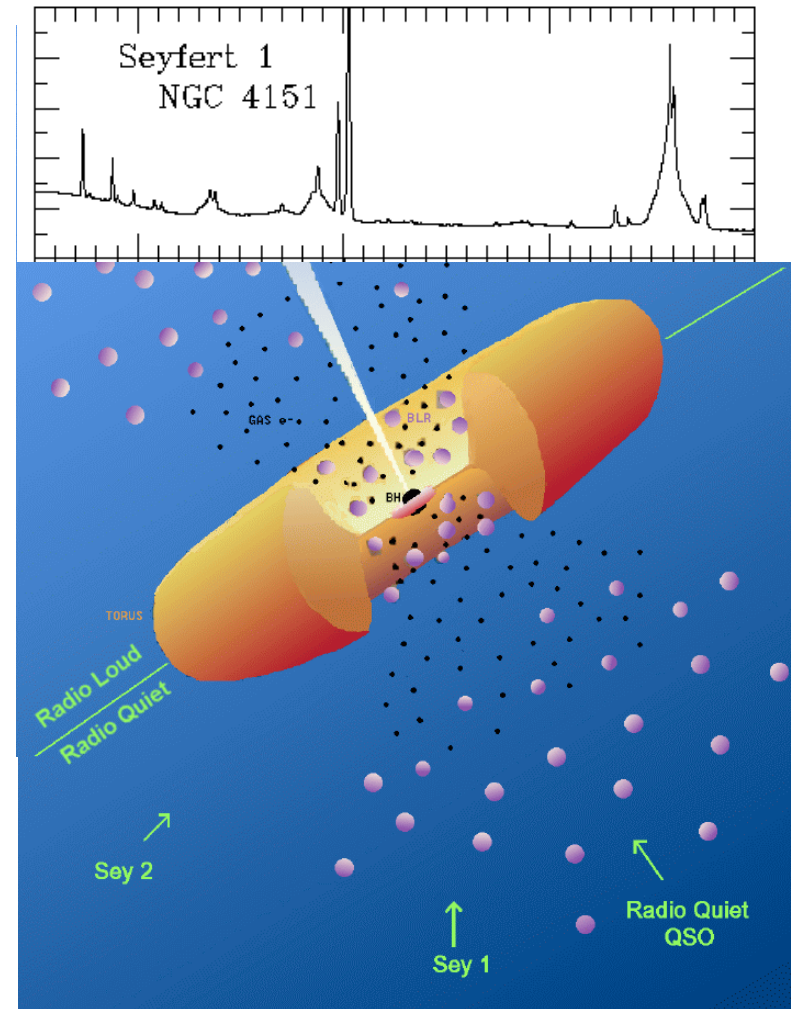 Seyfert 1
NGC 4151
GAS e-
BLR
BH
TORUS
Radio Loud
Radio Quiet
Sey 2
Sey 1
Radio Quiet
QSO